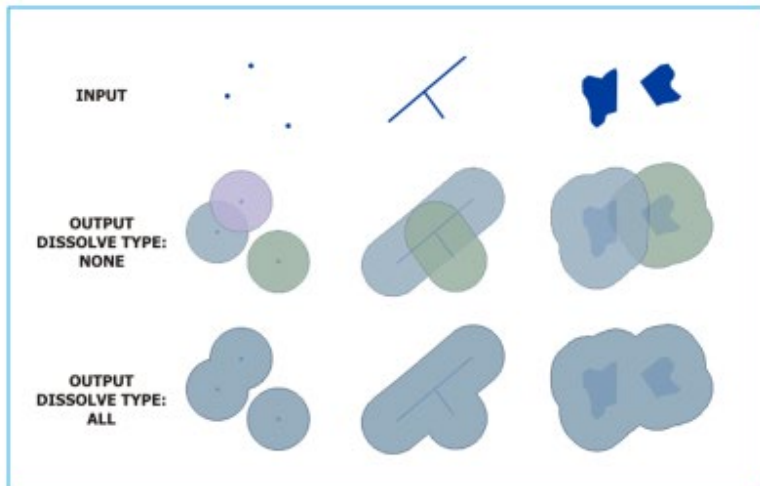 INPUT
OUTPUT
DISSOLVE TYPE:
NONE
OUTPUT
DISSOLVE TYPE:
ALL